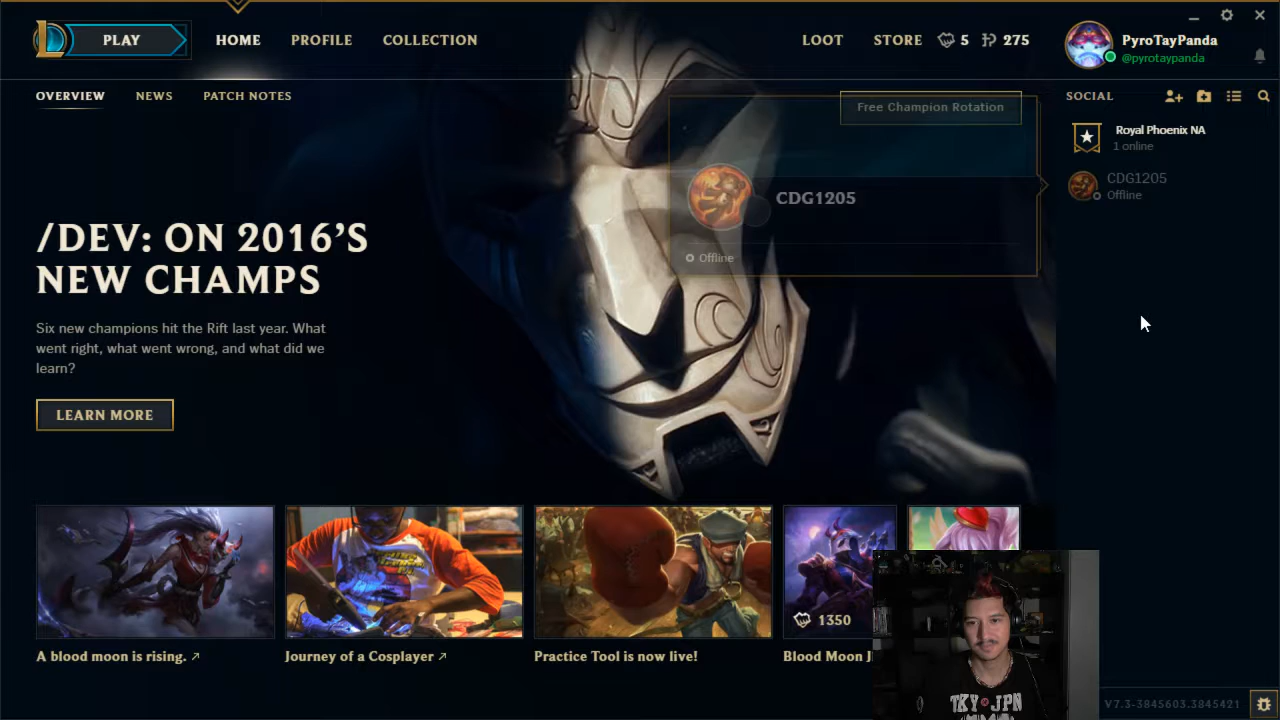 PLAY
HOME
PROFILE
COLLECTION
LOOT
STORE
5
275
PyroTayPanda
@pyrotaypanda
OVERVIEW
NEWS
PATCH NOTES
Free Champion Rotation
SOCIAL
Royal Phoenix NA
1 online
CDG1205
Offline
CDG1205
Offline
/DEV: ON 2016'S
NEW CHAMPS
Six new champions hit the Rift last year. What
went right, what went wrong, and what did we
learn?
LEARN MORE
1350
A blood moon is rising.
Journey of a Cosplayer
Practice Tool is now live!
Blood Moon
TKY JPN
V7.3-3845603.3845421